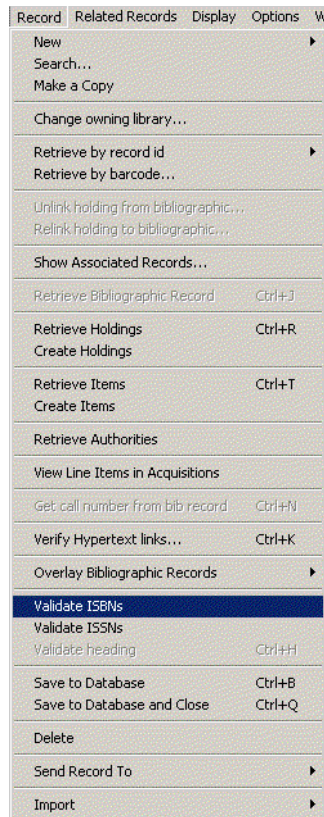 Record Related Records Display Options W
New
Search...
Make a Copy
Change owning library...
Retrieve by record id
Retrieve by barcode...
Unlink holding from bibliographic...
Relink holding to bibliographic...
Show Associated Records...
Retrieve Bibliographic Record Ctrl+J
Retrieve Holdings Ctrl+R
Create Holdings
Retrieve Items Ctrl+T
Create Items
Retrieve Authorities
View Line Items in Acquisitions
Get call number from bib record Ctrl+N
Verify Hypertext links... Ctrl+K
Overlay Bibliographic Records
Validate ISBNs
Validate ISSNs
Validate heading Ctrl+H
Save to Database Ctrl+B
Save to Database and Close Ctrl+Q
Delete
Send Record To
Import